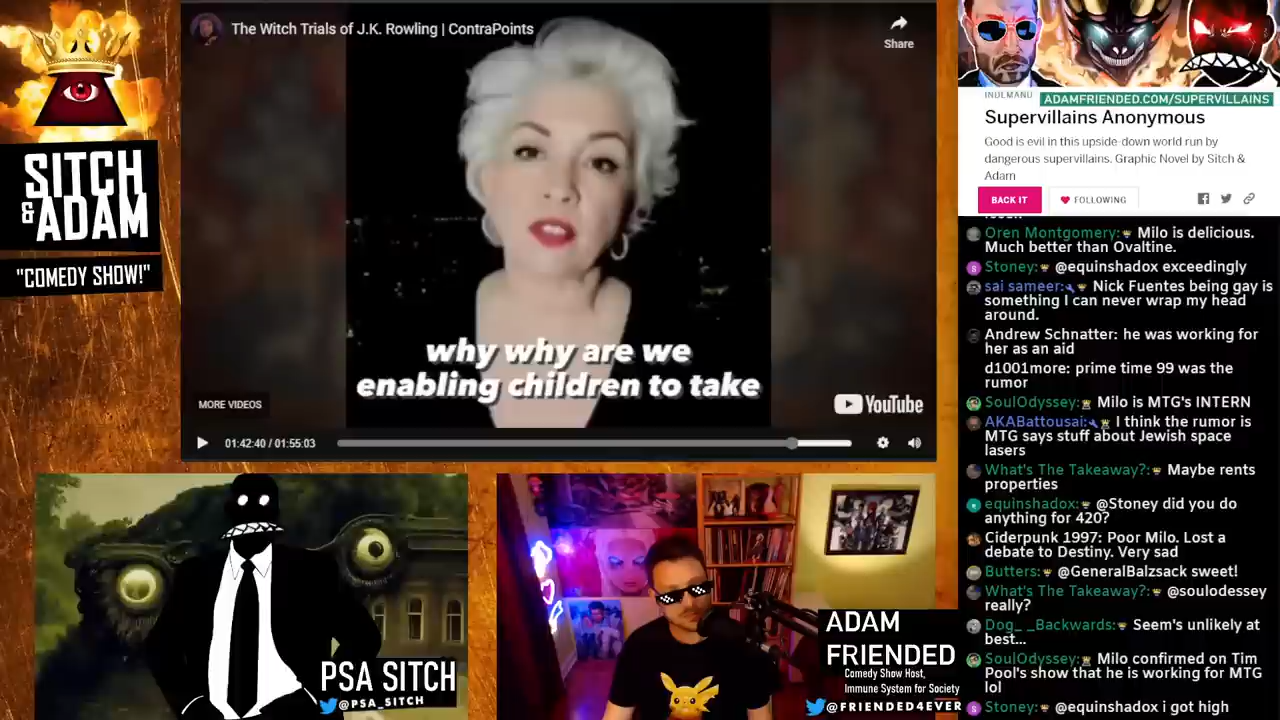 The Witch Trials of J.K. Rowling | ContraPoints
Share
why why are we
enabling children to take
MORE VIDEOS
YouTube
01:42:40 / 01:55:03
SITCH
& ADAM
"COMEDY SHOW!"
PSA SITCH
@PSA_SITCH
ADAM
FRIENDED
Comedy Show Host,
Immune System for Society
@FRIENDED4EVER
INDEMAND
ADAMFRIENDED.COM/SUPERVILLAINS
Supervillains Anonymous
Good is evil in this upside-down world run by
dangerous supervillains. Graphic Novel by Sitch &
Adam
BACK IT
FOLLOWING
Oren Montgomery: Milo is delicious.
Much better than Ovaltine.
Stoney: @equinshadox exceedingly
sai sameer: Nick Fuentes being gay is
something I can never wrap my head
around.
Andrew Schnatter: he was working for
her as an aid
d1001more: prime time 99 was the
rumor
SoulOdyssey: Milo is MTG's INTERN
AKABattousai: I think the rumor is
MTG says stuff about Jewish space
lasers
What's The Takeaway?: Maybe rents
properties
equinshadox: @Stoney did you do
anything for 420?
Ciderpunk 1997: Poor Milo. Lost a
debate to Destiny. Very sad
Butters: @GeneralBalzsack sweet!
What's The Takeaway?: @soulodessey
really?
Dog_ _Backwards: Seem's unlikely at
best...
SoulOdyssey: Milo confirmed on Tim
Pool's show that he is working for MTG
lol
Stoney: @equinshadox i got high